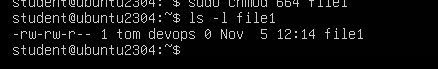 student@ubuntu2304:~$ sudo chmod 664 file1
student@ubuntu2304:~$ ls -l file1
-rw-rw-r-- 1 tom devops 0 Nov  5 12:14 file1
student@ubuntu2304:~$